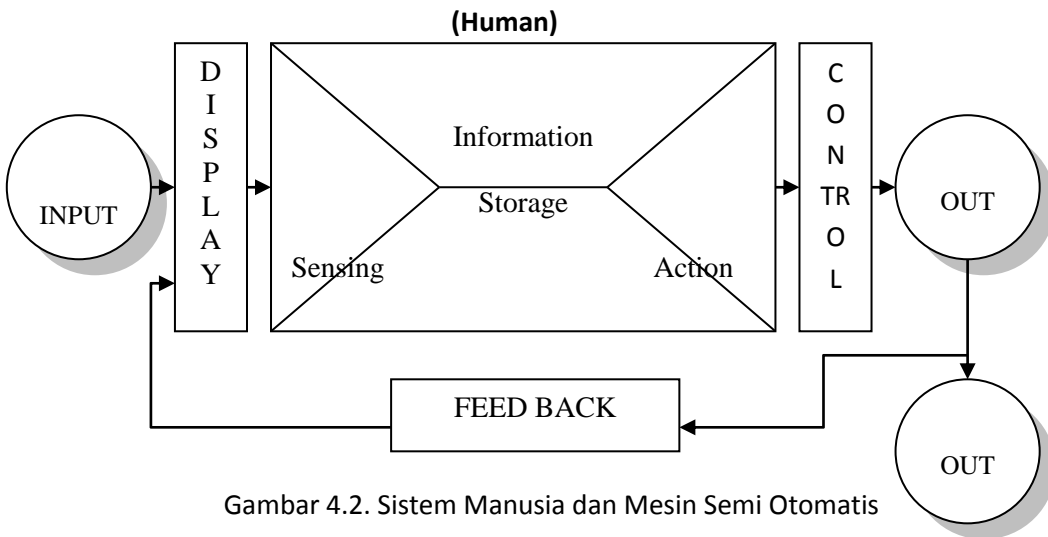 (Human)
INPUT
D
I
S
P
L
A
Y
Information
Storage
Sensing
Action
C
O
N
TR
O
L
OUT
FEED BACK
OUT
Gambar 4.2. Sistem Manusia dan Mesin Semi Otomatis